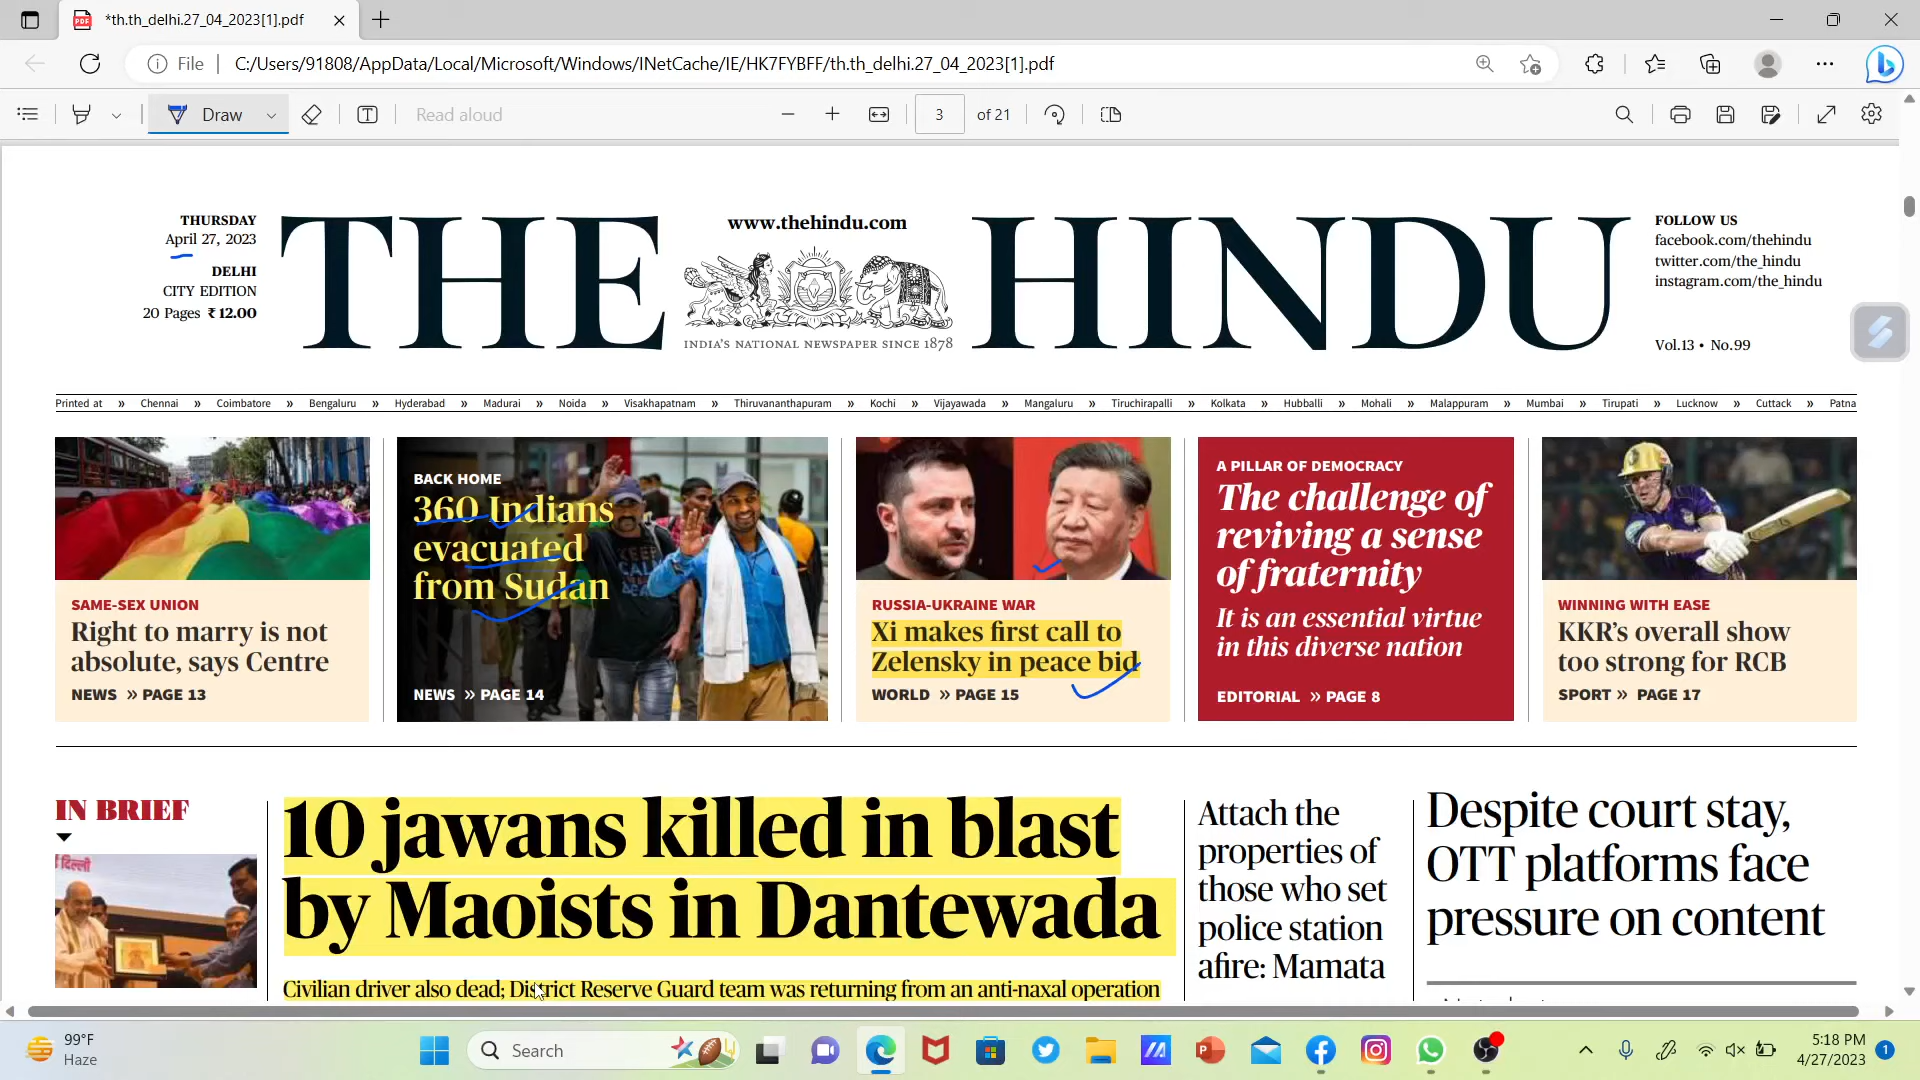 *th.th_delhi.27_04_2023[1].pdf
File
C:/Users/91808/AppData/Local/Microsoft/Windows/INetCache/IE/HK7FYBFF/th.th_delhi.27_04_2023[1].pdf
Draw
Read aloud
3 of 21
THURSDAY
April 27, 2023
DELHI
CITY EDITION
20 Pages ₹12.00
THE HINDU
www.thehindu.com
INDIA'S NATIONAL NEWSPAPER SINCE 1878
FOLLOW US
facebook.com/thehindu
twitter.com/the_hindu
instagram.com/the_hindu
Vol.13 • No.99
Printed at » Chennai » Coimbatore » Bengaluru » Hyderabad » Madurai » Noida » Visakhapatnam » Thiruvananthapuram » Kochi » Vijayawada » Mangaluru » Tiruchirapalli » Kolkata » Hubballi » Mohali » Malappuram » Mumbai » Tirupati » Lucknow » Cuttack » Patna
SAME-SEX UNION
Right to marry is not
absolute, says Centre
NEWS » PAGE 13
BACK HOME
360 Indians
evacuated
from Sudan
NEWS » PAGE 14
RUSSIA-UKRAINE WAR
Xi makes first call to
Zelensky in peace bid
WORLD » PAGE 15
A PILLAR OF DEMOCRACY
The challenge of
reviving a sense
of fraternity
It is an essential virtue
in this diverse nation
EDITORIAL » PAGE 8
WINNING WITH EASE
KKR's overall show
too strong for RCB
SPORT » PAGE 17
IN BRIEF
दिल्ली
10 jawans killed in blast
by Maoists in Dantewada
Civilian driver also dead; District Reserve Guard team was returning from an anti-naxal operation
Attach the
properties of
those who set
police station
afire: Mamata
Despite court stay,
OTT platforms face
pressure on content
99°F
Haze
Search
5:18 PM
4/27/2023
1